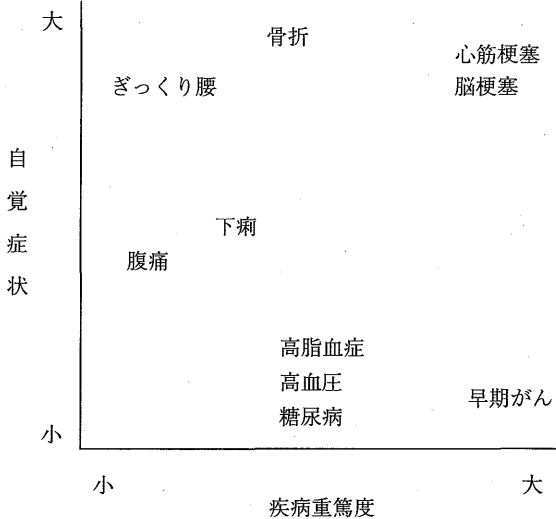 大
骨折
心筋梗塞
ぎっくり腰
脳梗塞
自覚症状
下痢
腹痛
高脂血症
高血圧
早期がん
糖尿病
小
小
大
疾病重篤度